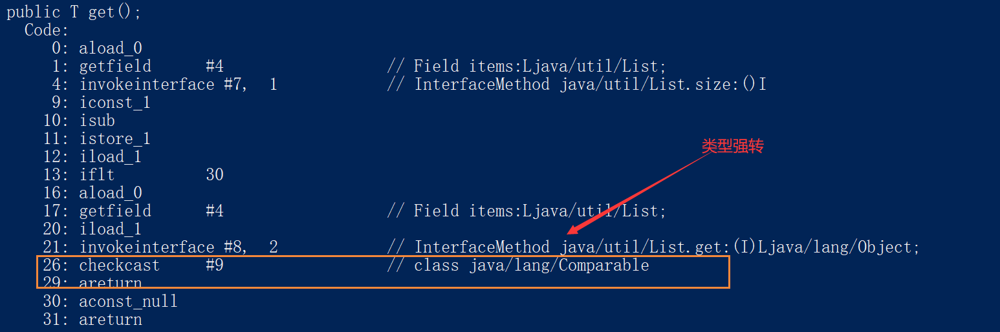 public T get();
Code:
0: aload_0
1: getfield #4 // Field items:Ljava/util/List;
4: invokeinterface #7, 1 // InterfaceMethod java/util/List.size:()I
9: iconst_1
10: isub
11: istore_1
12: iload_1
13: iflt 30
类型强转
16: aload_0
17: getfield #4 // Field items:Ljava/util/List;
20: iload_1
21: invokeinterface #8, 2 // InterfaceMethod java/util/List.get:(I)Ljava/lang/Object;
26: checkcast #9 // class java/lang/Comparable
29: areturn
30: aconst_null
31: areturn